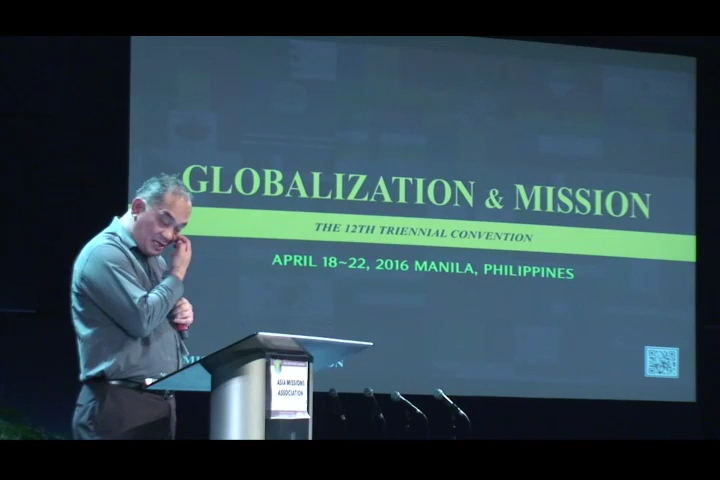 GLOBALIZATION & MISSION
THE 12TH TRIENNIAL CONVENTION
APRIL 18~22, 2016 MANILA, PHILIPPINES
ASIA MISSIONS
ASSOCIATION